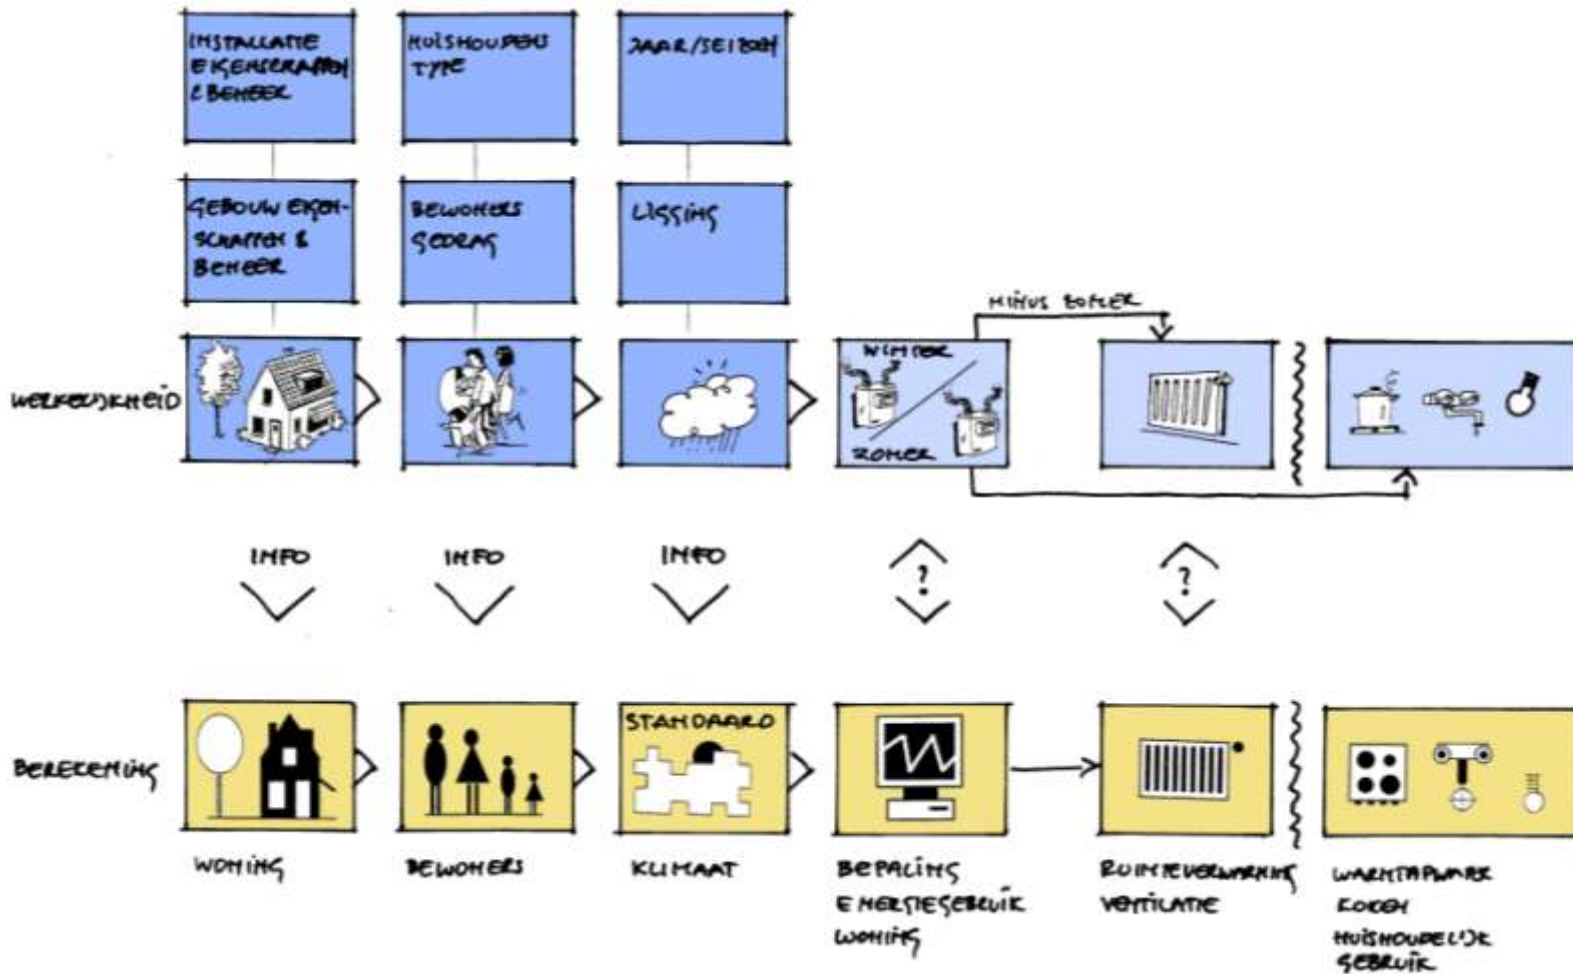 INSTALLATIE
EIGENSCHAPPEN
& BEHEER
HUISHOUDENS
TYPE
JAAR/SEIZOEN
GEBOUW EIGEN-
SCHAPPEN &
BEHEER
BEWONERS
GEDRAG
LIGGING
MINUS ZOMER
WERKELIJKHEID
WINTER
ZOMER
INFO
INFO
INFO
?
?
BEREKENING
STANDAARD
WONING
BEWONERS
KLIMAAT
BEPALING
ENERGIEGEBRUIK
WONING
RUIMTEVERWARMING
VENTILATIE
WARMTAPWATER
KOKEN
HUISHOUDELIJK
GEBRUIK